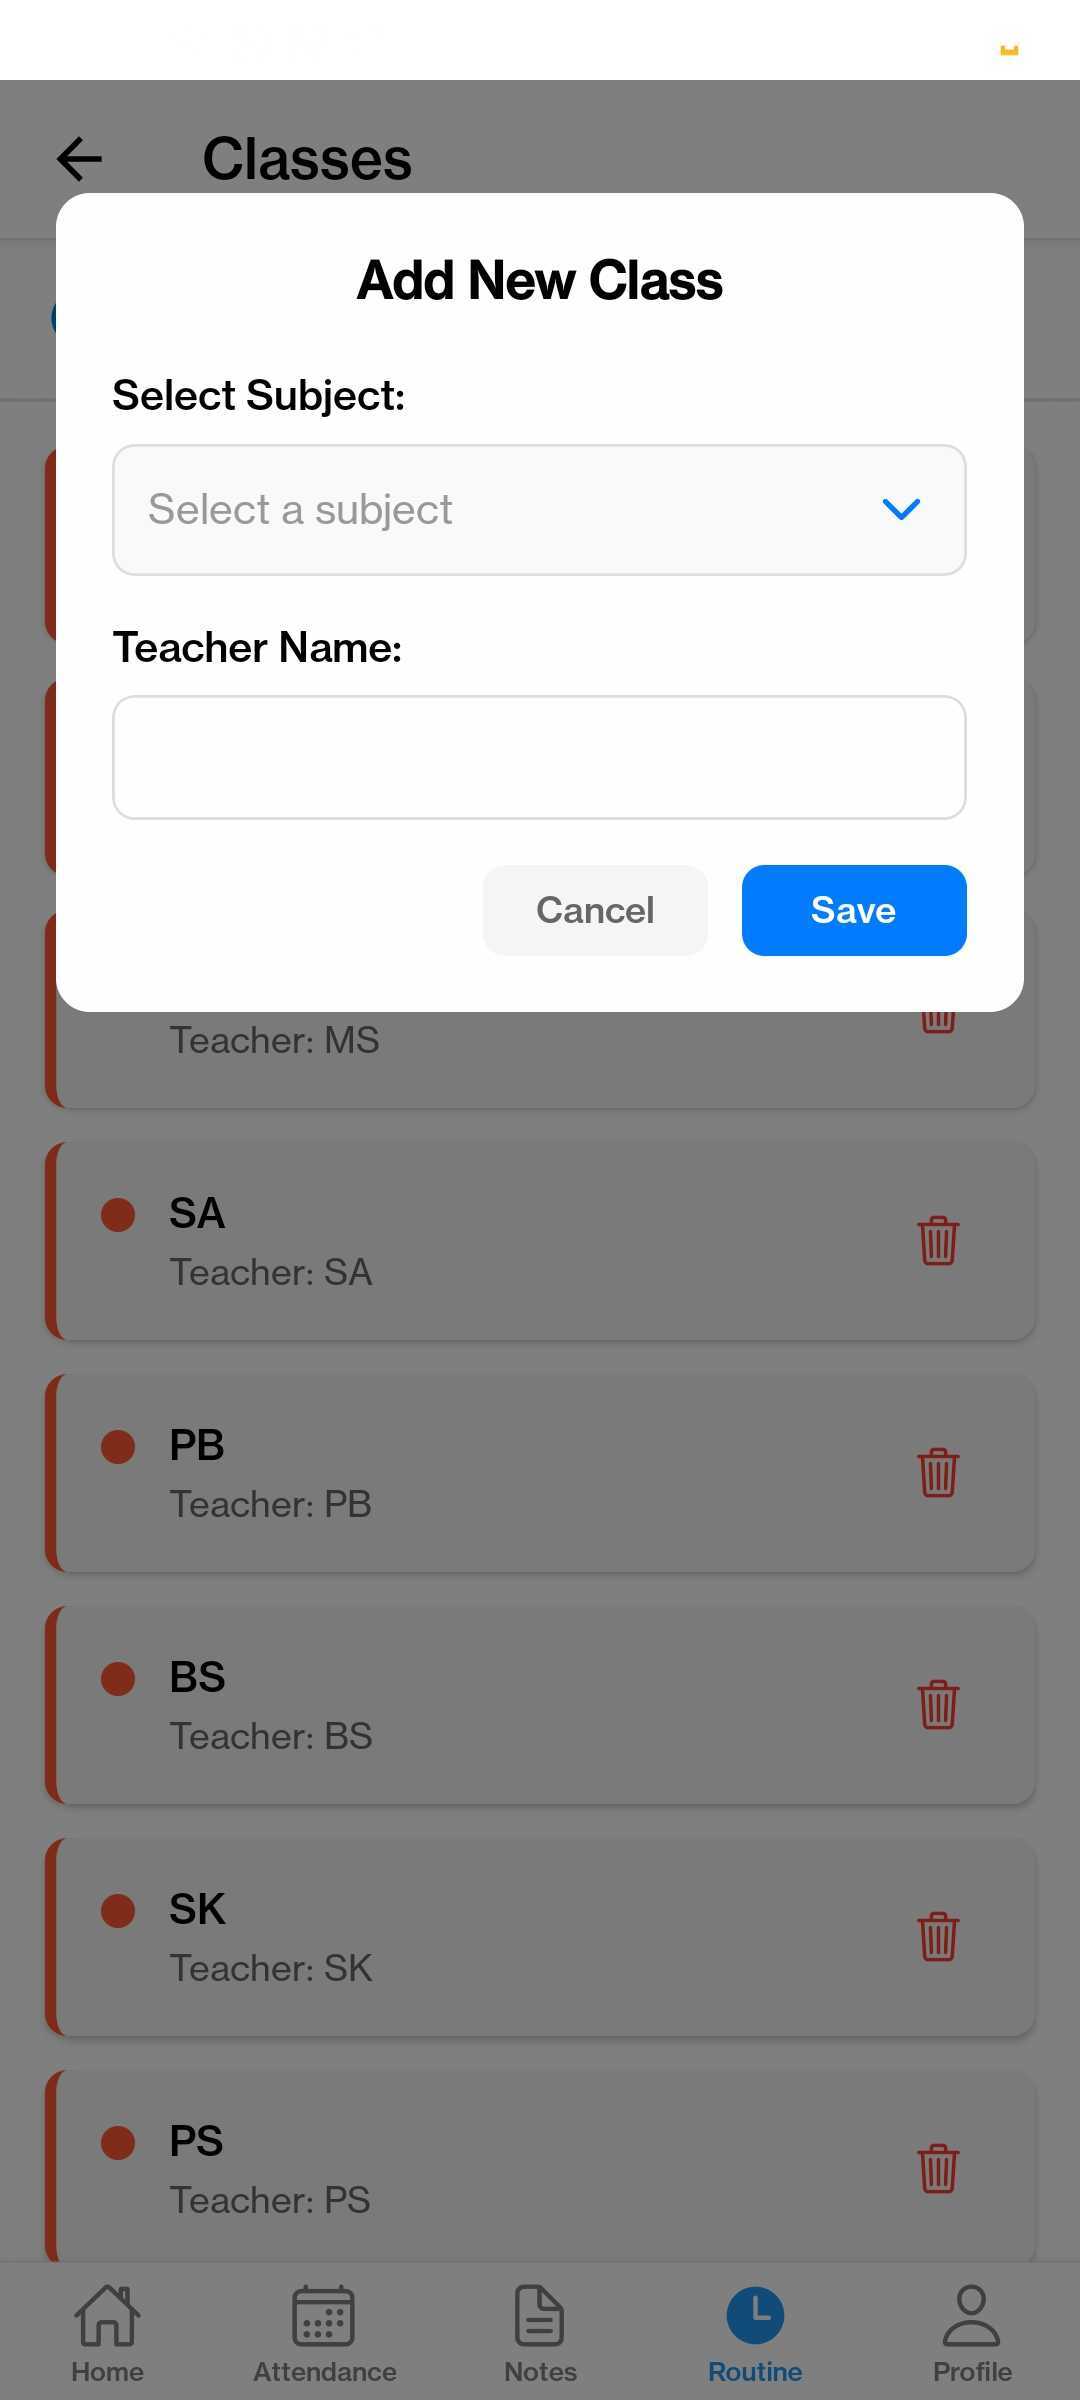 Classes
Add New Class
Select Subject:
Select a subject
Teacher Name:
Cancel
Save
Teacher: MS
SA
Teacher: SA
PB
Teacher: PB
BS
Teacher: BS
SK
Teacher: SK
PS
Teacher: PS
Home
Attendance
Notes
Routine
Profile